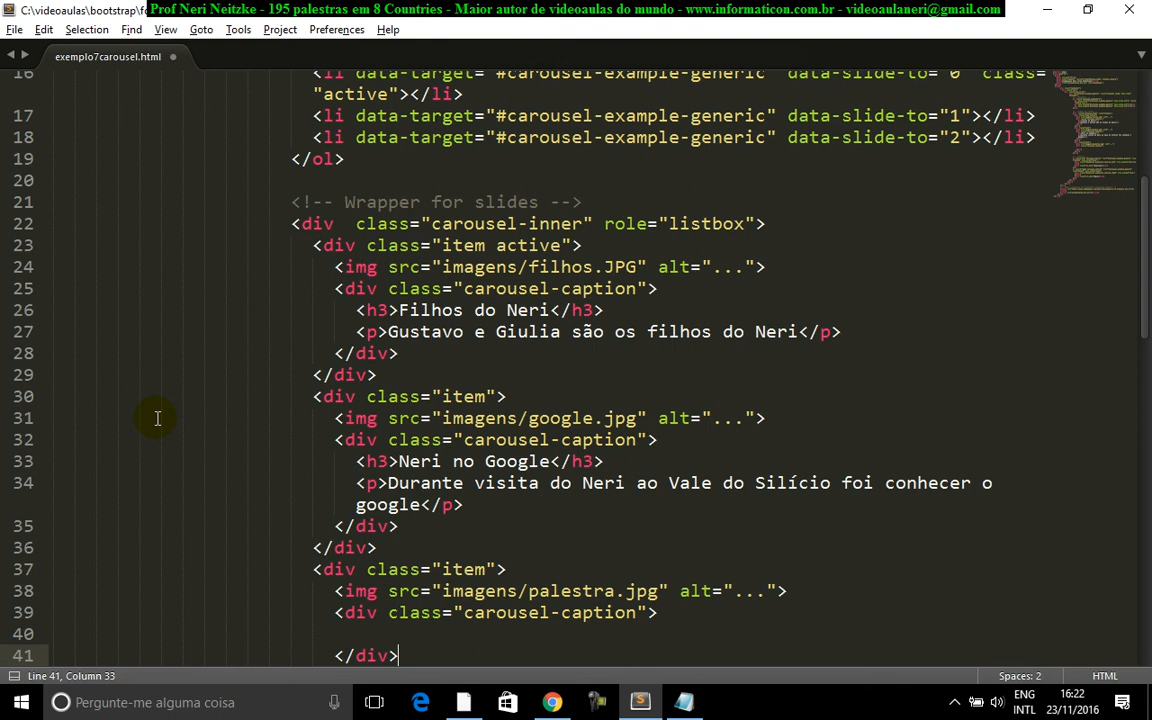 C:\videoaulas\bootstrap\fo
Prof Neri Neitzke - 195 palestras em 8 Countries - Maior autor de videoaulas do mundo - www.informaticon.com.br - videoaulaneri@gmail.com
File Edit Selection Find View Goto Tools Project Preferences Help
exemplo7carousel.html
16 <li data-target="#carousel-example-generic" data-slide-to="0" class=
"active"></li>
17 <li data-target="#carousel-example-generic" data-slide-to="1"></li>
18 <li data-target="#carousel-example-generic" data-slide-to="2"></li>
19 </ol>
20
21 <!-- Wrapper for slides -->
22 <div  class="carousel-inner" role="listbox">
23 <div class="item active">
24 <img src="imagens/filhos.JPG" alt="...">
25 <div class="carousel-caption">
26 <h3>Filhos do Neri</h3>
27 <p>Gustavo e Giulia são os filhos do Neri</p>
28 </div>
29 </div>
30 <div class="item">
31 <img src="imagens/google.jpg" alt="...">
32 <div class="carousel-caption">
33 <h3>Neri no Google</h3>
34 <p>Durante visita do Neri ao Vale do Silício foi conhecer o
google</p>
35 </div>
36 </div>
37 <div class="item">
38 <img src="imagens/palestra.jpg" alt="...">
39 <div class="carousel-caption">
40
41 </div>
Line 41, Column 33 Spaces: 2 HTML
Pergunte-me alguma coisa ENG 16:22
INTL 23/11/2016